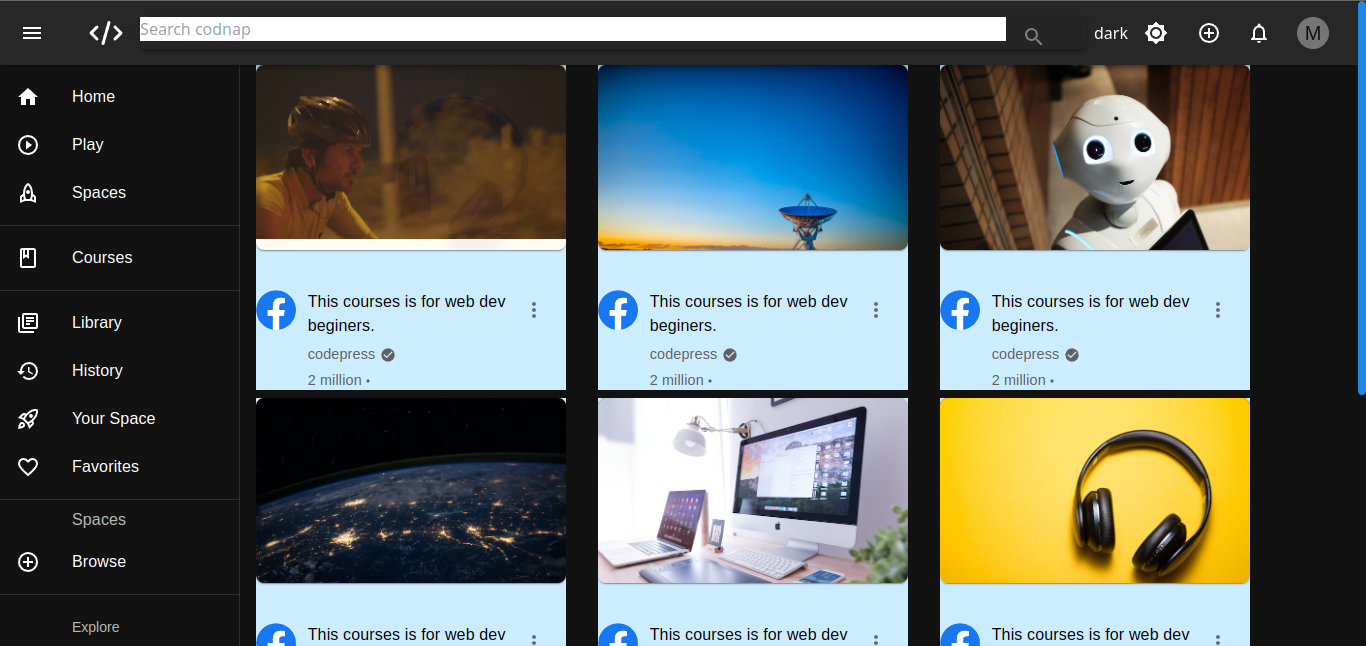 </> Search codnap dark M
Home
Play
Spaces
Courses
Library
History
Your Space
Favorites
Spaces
Browse
Explore
This courses is for web dev
beginers.
codepress
2 million •
This courses is for web dev
beginers.
codepress
2 million •
This courses is for web dev
beginers.
codepress
2 million •
This courses is for web dev
This courses is for web dev
This courses is for web dev